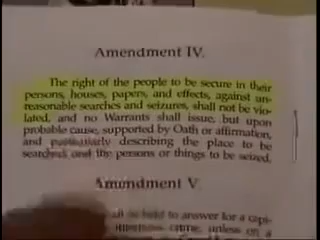 Amendment IV.
The right of the people to be secure in their
persons, houses, papers, and effects, against un-
reasonable searches and seizures, shall not be vio-
lated, and no Warrants shall issue, but upon
probable cause, supported by Oath or affirmation,
and particularly describing the place to be
searched, and the persons or things to be seized.
Amendment V.
be held to answer for a capi-
crime, unless on a